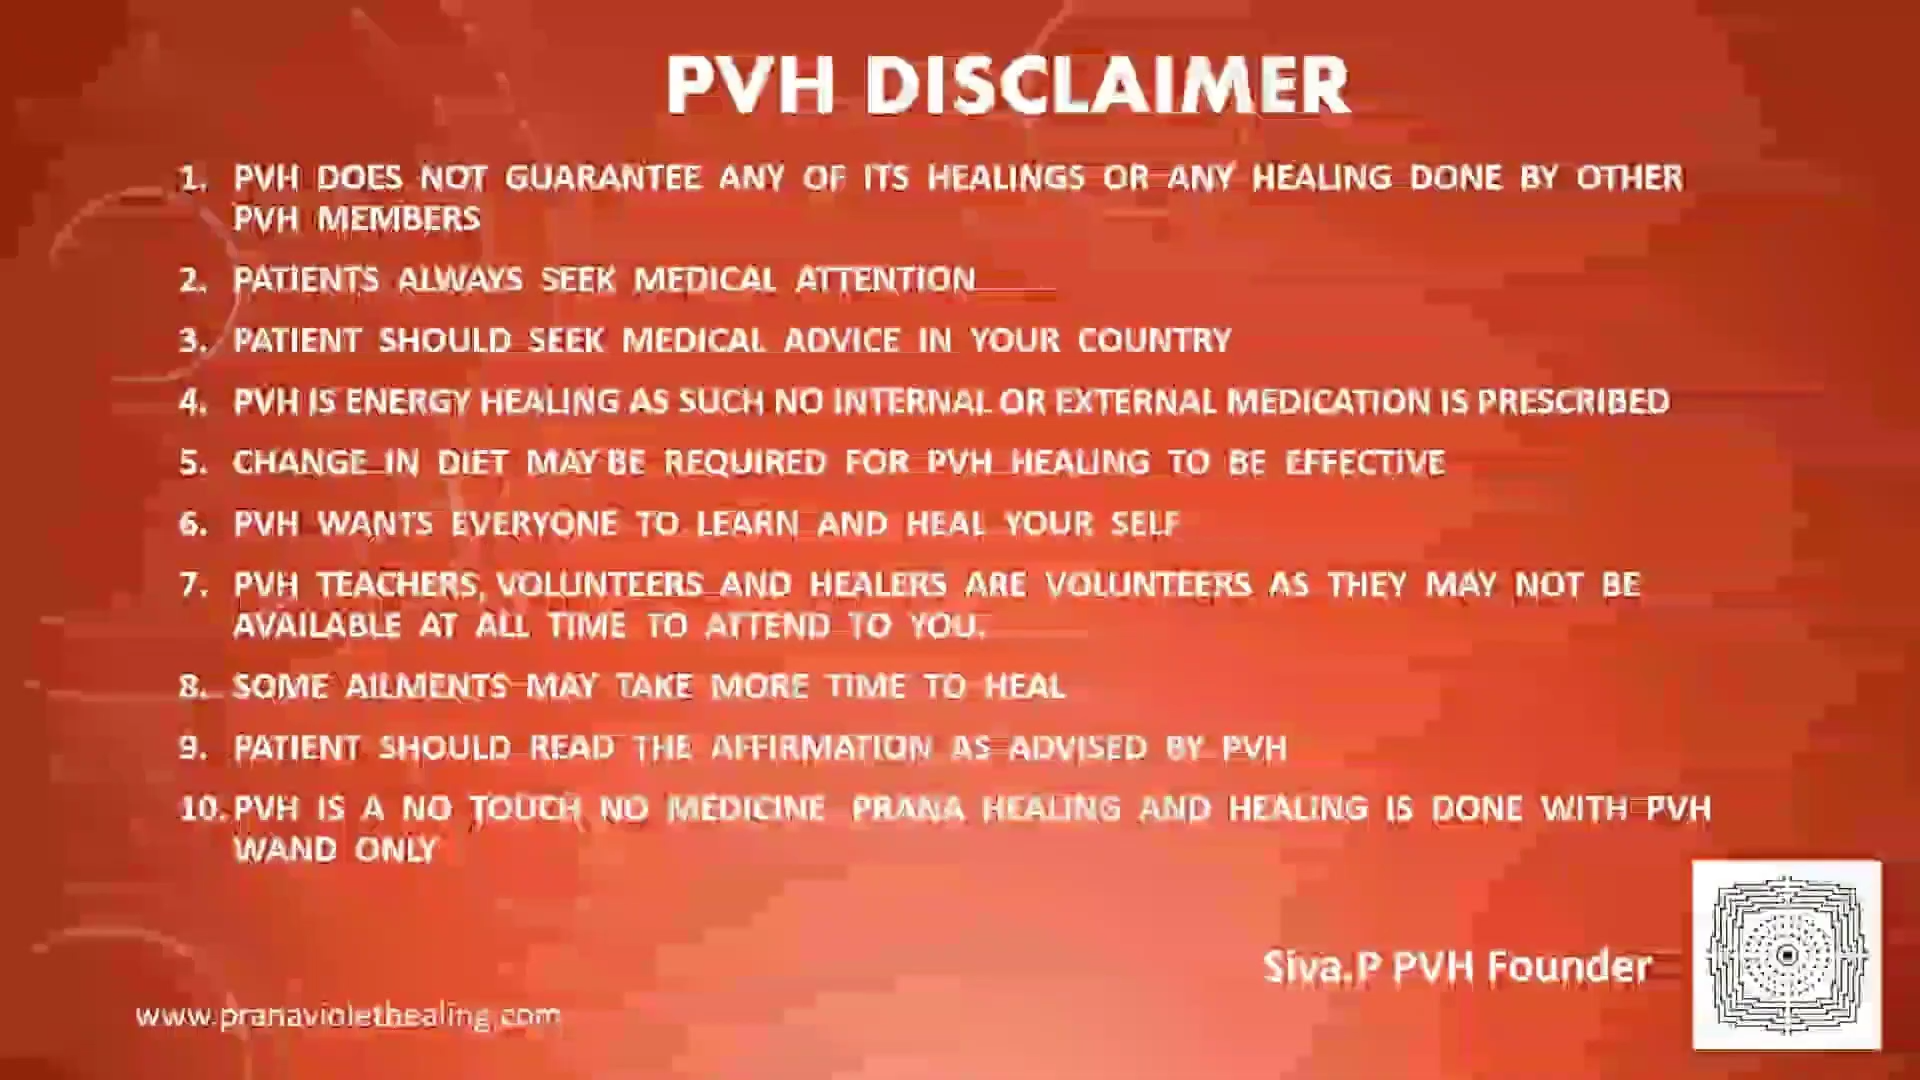 PVH DISCLAIMER
1. PVH DOES NOT GUARANTEE ANY OF ITS HEALINGS OR ANY HEALING DONE BY OTHER
PVH MEMBERS
2. PATIENTS ALWAYS SEEK MEDICAL ATTENTION
3. PATIENT SHOULD SEEK MEDICAL ADVICE IN YOUR COUNTRY
4. PVH IS ENERGY HEALING AS SUCH NO INTERNAL OR EXTERNAL MEDICATION IS PRESCRIBED
5. CHANGE IN DIET MAY BE REQUIRED FOR PVH HEALING TO BE EFFECTIVE
6. PVH WANTS EVERYONE TO LEARN AND HEAL YOUR SELF
7. PVH TEACHERS, VOLUNTEERS AND HEALERS ARE VOLUNTEERS AS THEY MAY NOT BE
AVAILABLE AT ALL TIME TO ATTEND TO YOU.
8. SOME AILMENTS MAY TAKE MORE TIME TO HEAL
9. PATIENT SHOULD READ THE AFFIRMATION AS ADVISED BY PVH
10. PVH IS A NO TOUCH NO MEDICINE PRANA HEALING AND HEALING IS DONE WITH PVH
WAND ONLY
Siva.P PVH Founder
www.pranaviolethealing.com